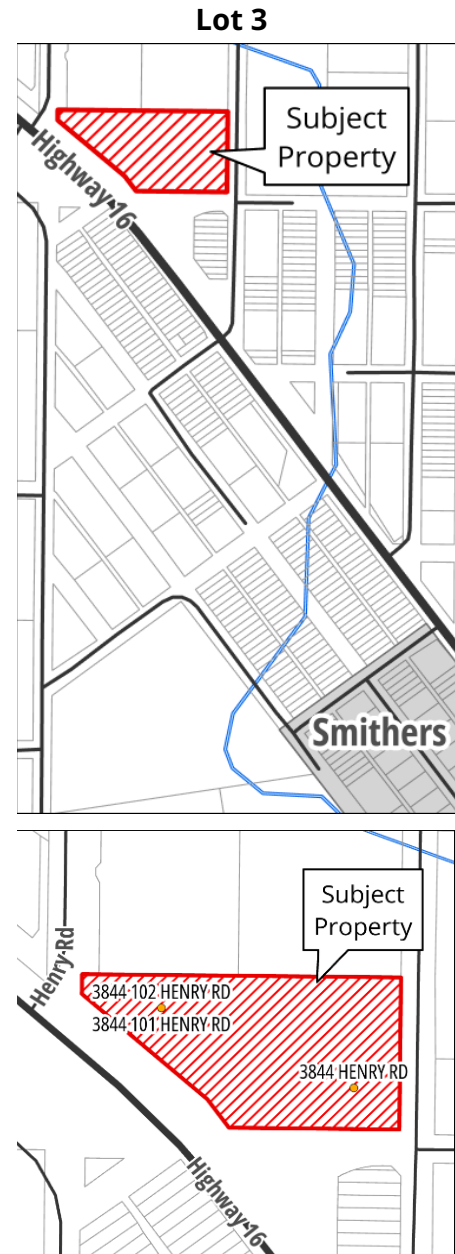 Lot 3
Subject
Property
Highway 16
Smithers
Subject
Property
Henry Rd
3844 102 HENRY RD
3844 101 HENRY RD
3844 HENRY RD
Highway 16